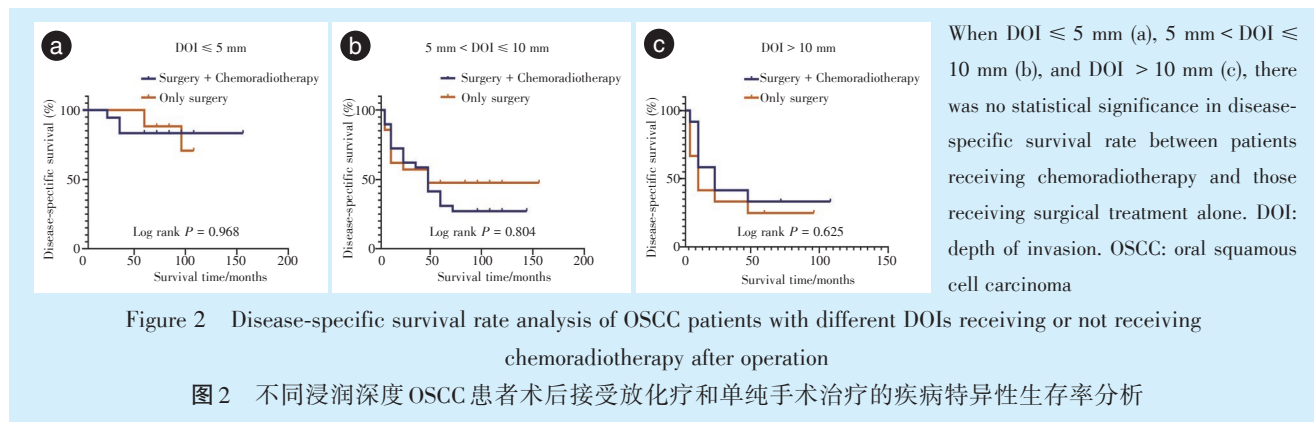 a
DOI ≤ 5 mm
Surgery + Chemoradiotherapy
Only surgery
Disease-spectific survival (%)
100
50
0
0 50 100 150 200
Log rank P = 0.968
Survival time/months
b
5 mm < DOI ≤ 10 mm
Surgery + Chemoradiotherapy
Only surgery
Disease-spectific survival (%)
100
50
0
0 50 100 150 200
Log rank P = 0.804
Survival time/months
c
DOI > 10 mm
Surgery + Chemoradiotherapy
Only surgery
Disease-spectific survival (%)
100
50
0
0 50 100 150
Log rank P = 0.625
Survival time/months
When DOI ≤ 5 mm (a), 5 mm < DOI ≤
10 mm (b), and DOI > 10 mm (c), there
was no statistical significance in disease-
specific survival rate between patients
receiving chemoradiotherapy and those
receiving surgical treatment alone. DOI:
depth of invasion. OSCC: oral squamous
cell carcinoma
Figure 2 Disease-specific survival rate analysis of OSCC patients with different DOIs receiving or not receiving
chemoradiotherapy after operation
图2 不同浸润深度OSCC患者术后接受放化疗和单纯手术治疗的疾病特异性生存率分析